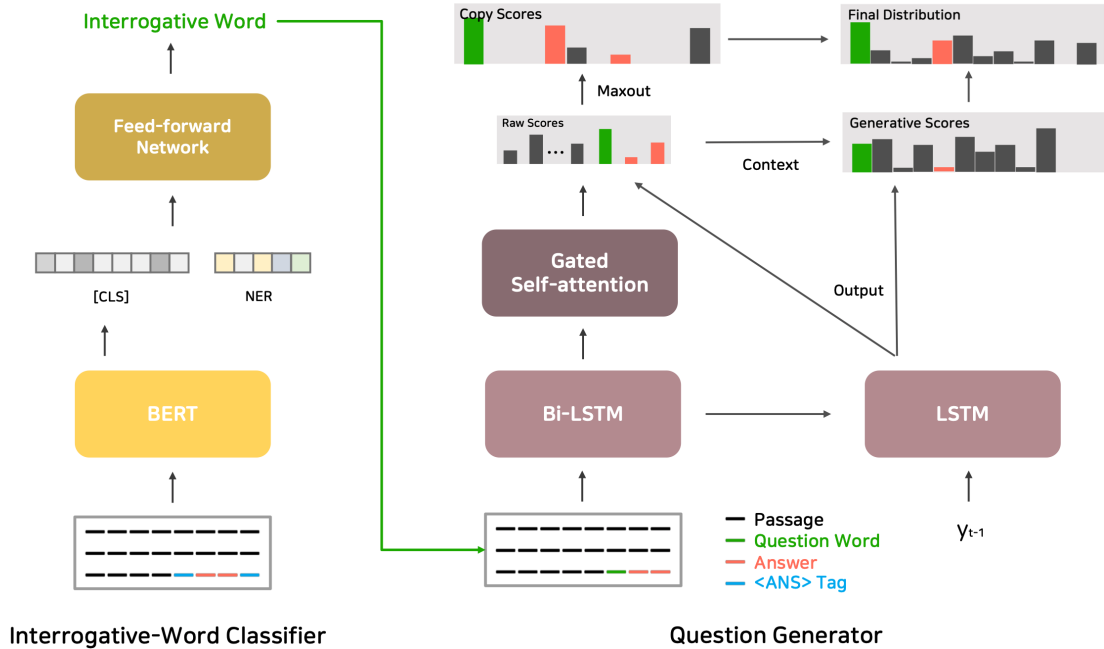 Interrogative Word
Feed-forward
Network
[CLS]
NER
BERT
Interrogative-Word Classifier
Copy Scores
Final Distribution
Maxout
Raw Scores
...
Generative Scores
Context
Gated
Self-attention
Output
Bi-LSTM
LSTM
Passage
Question Word
Answer
<ANS> Tag
yt-1
Question Generator